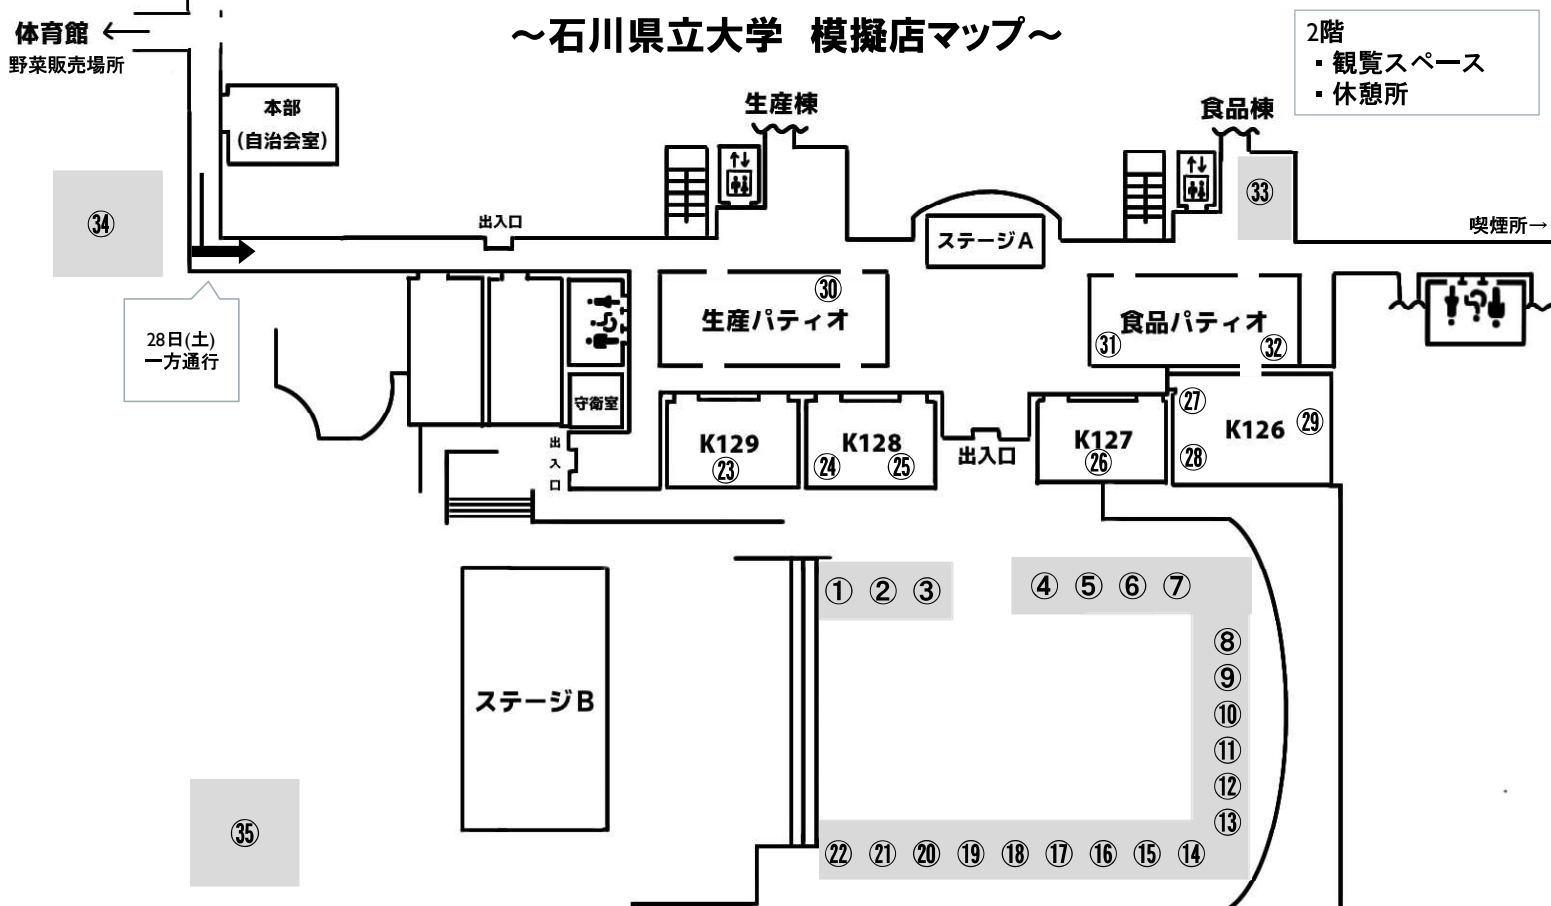 ～石川県立大学 模擬店マップ～
体育館 ←
野菜販売場所
2階
・観覧スペース
・休憩所
本部
(自治会室)
生産棟
食品棟
㉞
㉝
出入口
ステージA
喫煙所→
28日(土)
一方通行
㉚
生産パティオ
食品パティオ
㉛
㉜
守衛室
出入口
K129
㉓
K128
㉔
㉕
出入口
K127
㉖
㉗
K126
㉙
㉘
① ② ③
④ ⑤ ⑥ ⑦
⑧
⑨
⑩
⑪
⑫
⑬
ステージB
㉟
㉒ ㉑ ⑳ ⑲ ⑱ ⑰ ⑯ ⑮ ⑭